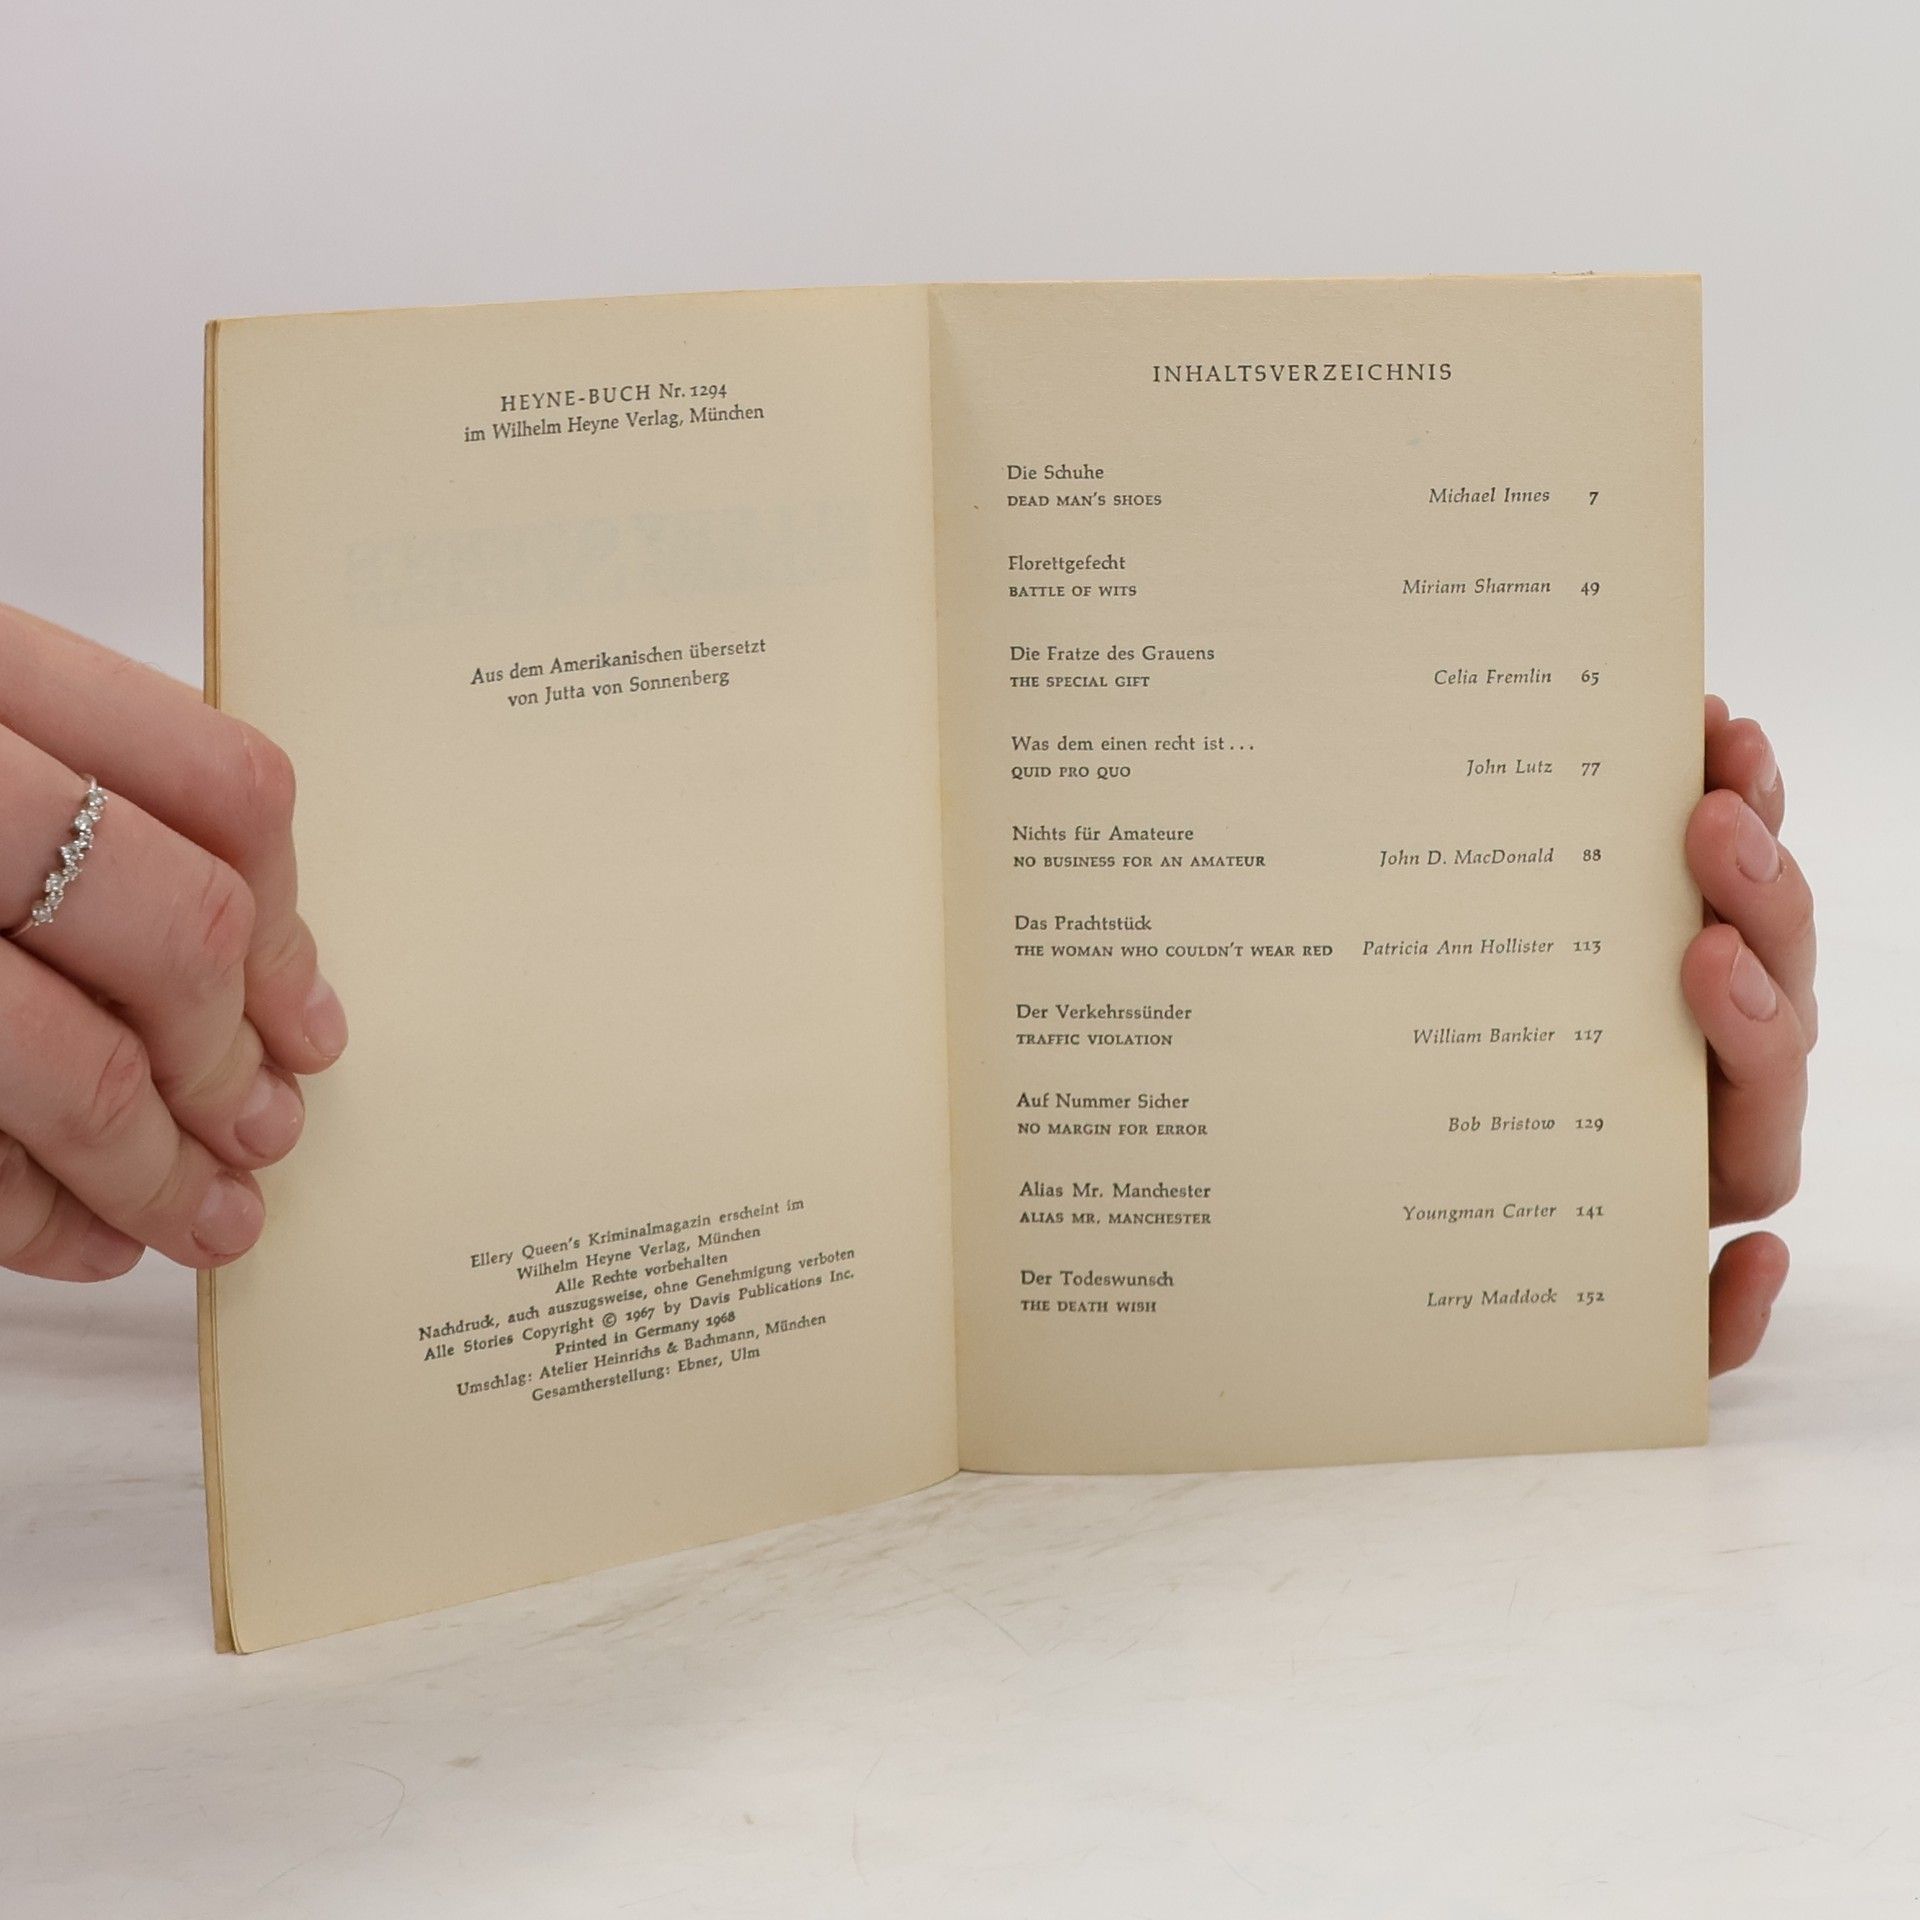 HEYNE-BUCH Nr. 1294
im Wilhelm Heyne Verlag, München
Aus dem Amerikanischen übersetzt
von Jutta von Sonnenberg
Ellery Queen's Kriminalmagazin erscheint im
Wilhelm Heyne Verlag, München
Alle Rechte vorbehalten
Nachdruck, auch auszugsweise, ohne Genehmigung verboten
Alle Stories Copyright © 1967 by Davis Publications Inc.
Printed in Germany 1968
Umschlag: Atelier Heinrichs & Bachmann, München
Gesamtherstellung: Ebner, Ulm
INHALTSVERZEICHNIS
Die Schuhe
DEAD MAN'S SHOES Michael Innes 7
Florettgefecht
BATTLE OF WITS Miriam Sharman 49
Die Fratze des Grauens
THE SPECIAL GIFT Celia Fremlin 65
Was dem einen recht ist...
QUID PRO QUO John Lutz 77
Nichts für Amateure
NO BUSINESS FOR AN AMATEUR John D. MacDonald 88
Das Prachtstück
THE WOMAN WHO COULDN'T WEAR RED Patricia Ann Hollister 113
Der Verkehrssünder
TRAFFIC VIOLATION William Bankier 117
Auf Nummer Sicher
NO MARGIN FOR ERROR Bob Bristow 129
Alias Mr. Manchester
ALIAS MR. MANCHESTER Youngman Carter 141
Der Todeswunsch
THE DEATH WISH Larry Maddock 152